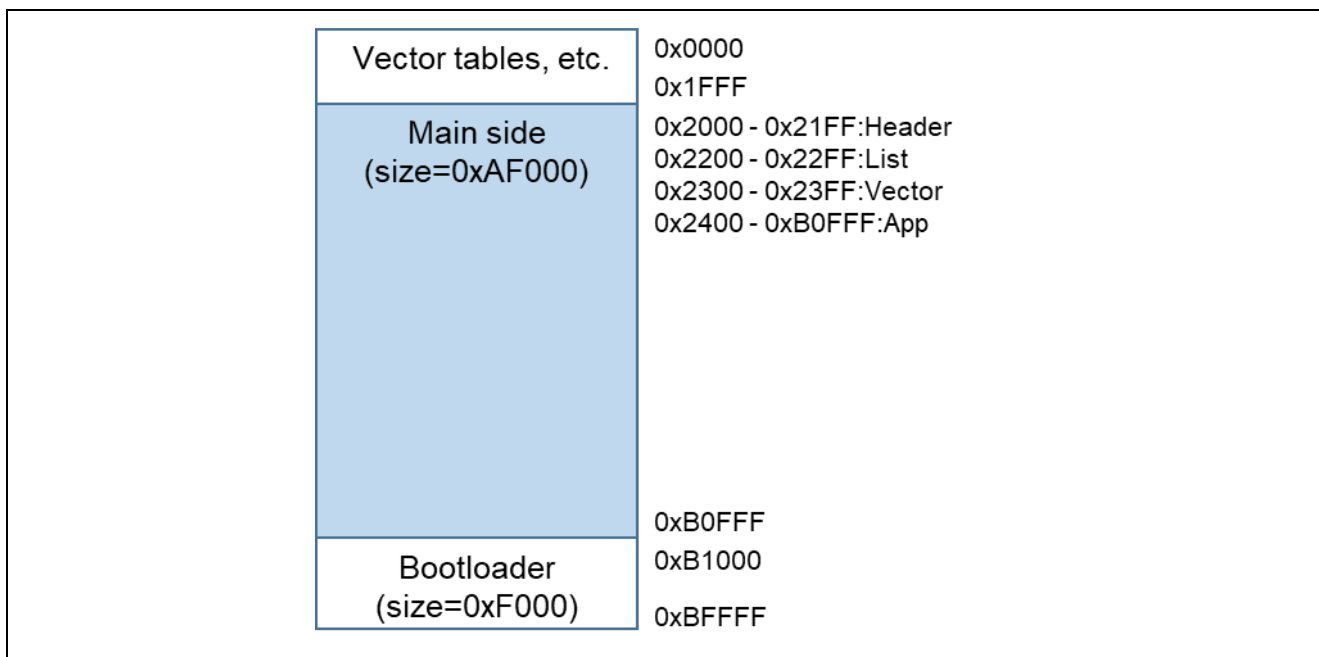 Vector tables, etc.
0x0000
0x1FFF
Main side
(size=0xAF000)
0x2000 - 0x21FF:Header
0x2200 - 0x22FF:List
0x2300 - 0x23FF:Vector
0x2400 - 0xB0FFF:App
0xB0FFF
Bootloader
(size=0xF000)
0xB1000
0xBFFFF